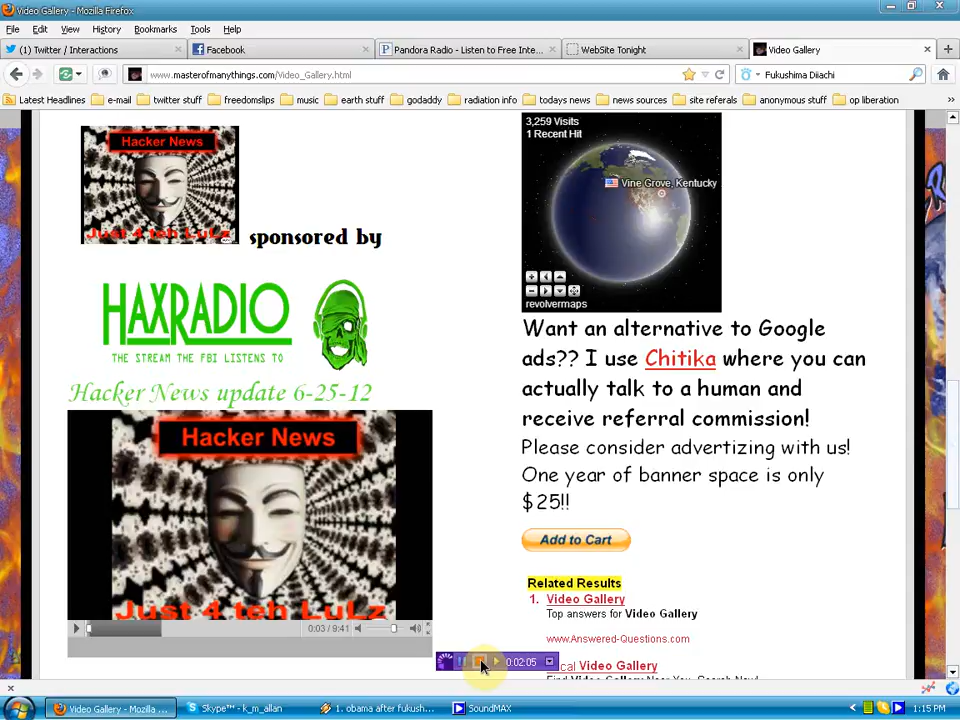 Video Gallery - Mozilla Firefox
File Edit View History Bookmarks Tools Help
(1) Twitter / Interactions
Facebook
Pandora Radio - Listen to Free Inte...
WebSite Tonight
Video Gallery
www.masterofmanythings.com/Video_Gallery.html
Fukushima Diiachi
Latest Headlines e-mail twitter stuff freedomslips music earth stuff godaddy radiation info todays news news sources site referals anonymous stuff op liberation
Hacker News
Just 4 teh LuLz
sponsored by
HAXRADIO
THE STREAM THE FBI LISTENS TO
Hacker News update 6-25-12
Hacker News
Just 4 teh LuLz
0:03 / 9:41
3,259 Visits
1 Recent Hit
Vine Grove, Kentucky
revolvermaps
Want an alternative to Google
ads?? I use Chitika where you can
actually talk to a human and
receive referral commission!
Please consider advertizing with us!
One year of banner space is only
$25!!
Add to Cart
Related Results
1. Video Gallery
Top answers for Video Gallery
www.Answered-Questions.com
cal Video Gallery
0:02:05
Video Gallery - Mozilla ...
Skype™ - k_m_allan
1. obama after fukush...
SoundMAX
1:15 PM